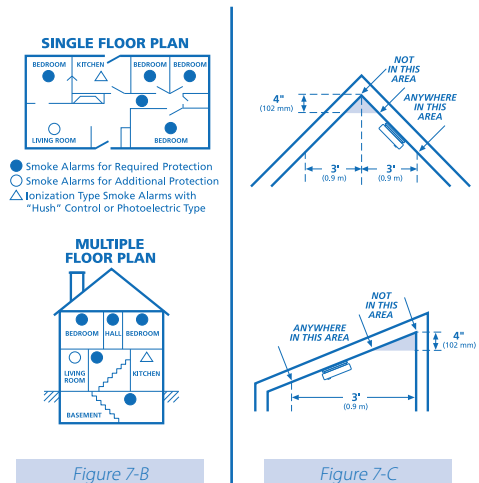 SINGLE FLOOR PLAN
BEDROOM KITCHEN BEDROOM BEDROOM
LIVING ROOM BEDROOM
Smoke Alarms for Required Protection
Smoke Alarms for Additional Protection
Ionization Type Smoke Alarms with
"Hush" Control or Photoelectric Type
MULTIPLE
FLOOR PLAN
BEDROOM HALL BEDROOM
LIVING
ROOM
KITCHEN
BASEMENT
Figure 7-B
NOT
IN THIS
AREA
4"
(102 mm)
ANYWHERE
IN THIS
AREA
3'
(0.9 m)
3'
(0.9 m)
NOT
IN THIS
AREA
ANYWHERE
IN THIS AREA
4"
(102 mm)
3'
(0.9 m)
Figure 7-C